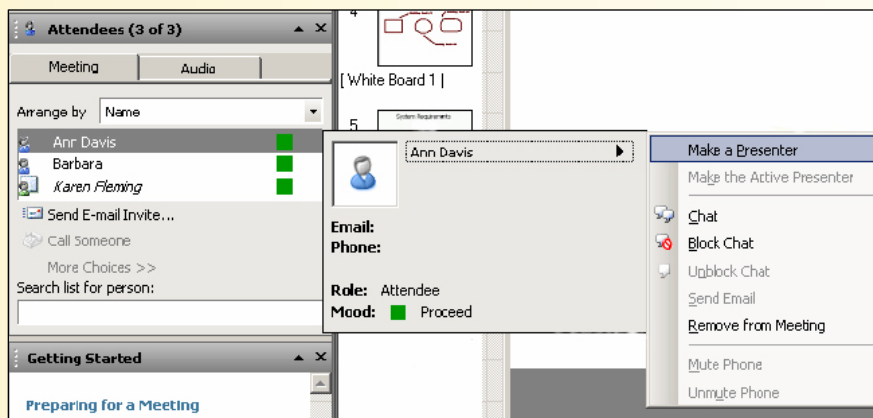 Attendees (3 of 3)
Meeting
Audio
Arrange by
Name
Ann Davis
Barbara
Karen Fleming
Send E-mail Invite...
Call Someone
More Choices >>
Search list for person:
Getting Started
Preparing for a Meeting
4
[ White Board 1 ]
5
System Requirements
Ann Davis
Email:
Phone:
Role: Attendee
Mood: Proceed
Make a Presenter
Make the Active Presenter
Chat
Block Chat
Unblock Chat
Send Email
Remove from Meeting
Mute Phone
Unmute Phone